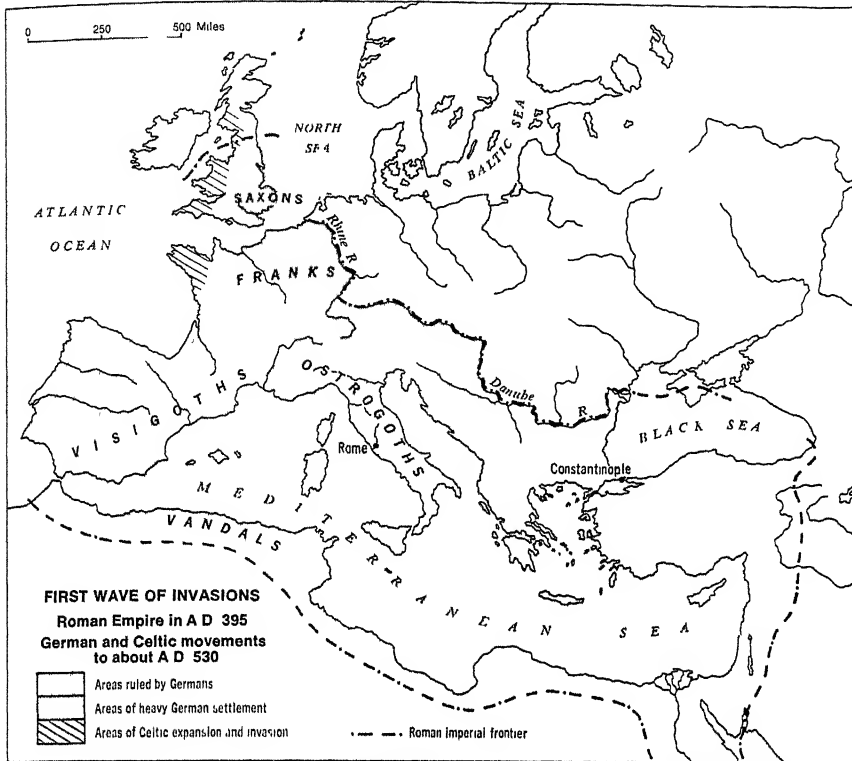 0 250 500 Miles
NORTH
SEA
BALTIC SEA
SAXONS
ATLANTIC
OCEAN
Rhine R.
FRANKS
OSTROGOTHS
VISIGOTHS
Danube R.
BLACK SEA
Rome
Constantinople
MEDITERRANEAN SEA
VANDALS
FIRST WAVE OF INVASIONS
Roman Empire in A D 395
German and Celtic movements
to about A D 530
Areas ruled by Germans
Areas of heavy German settlement
Areas of Celtic expansion and invasion
Roman imperial frontier